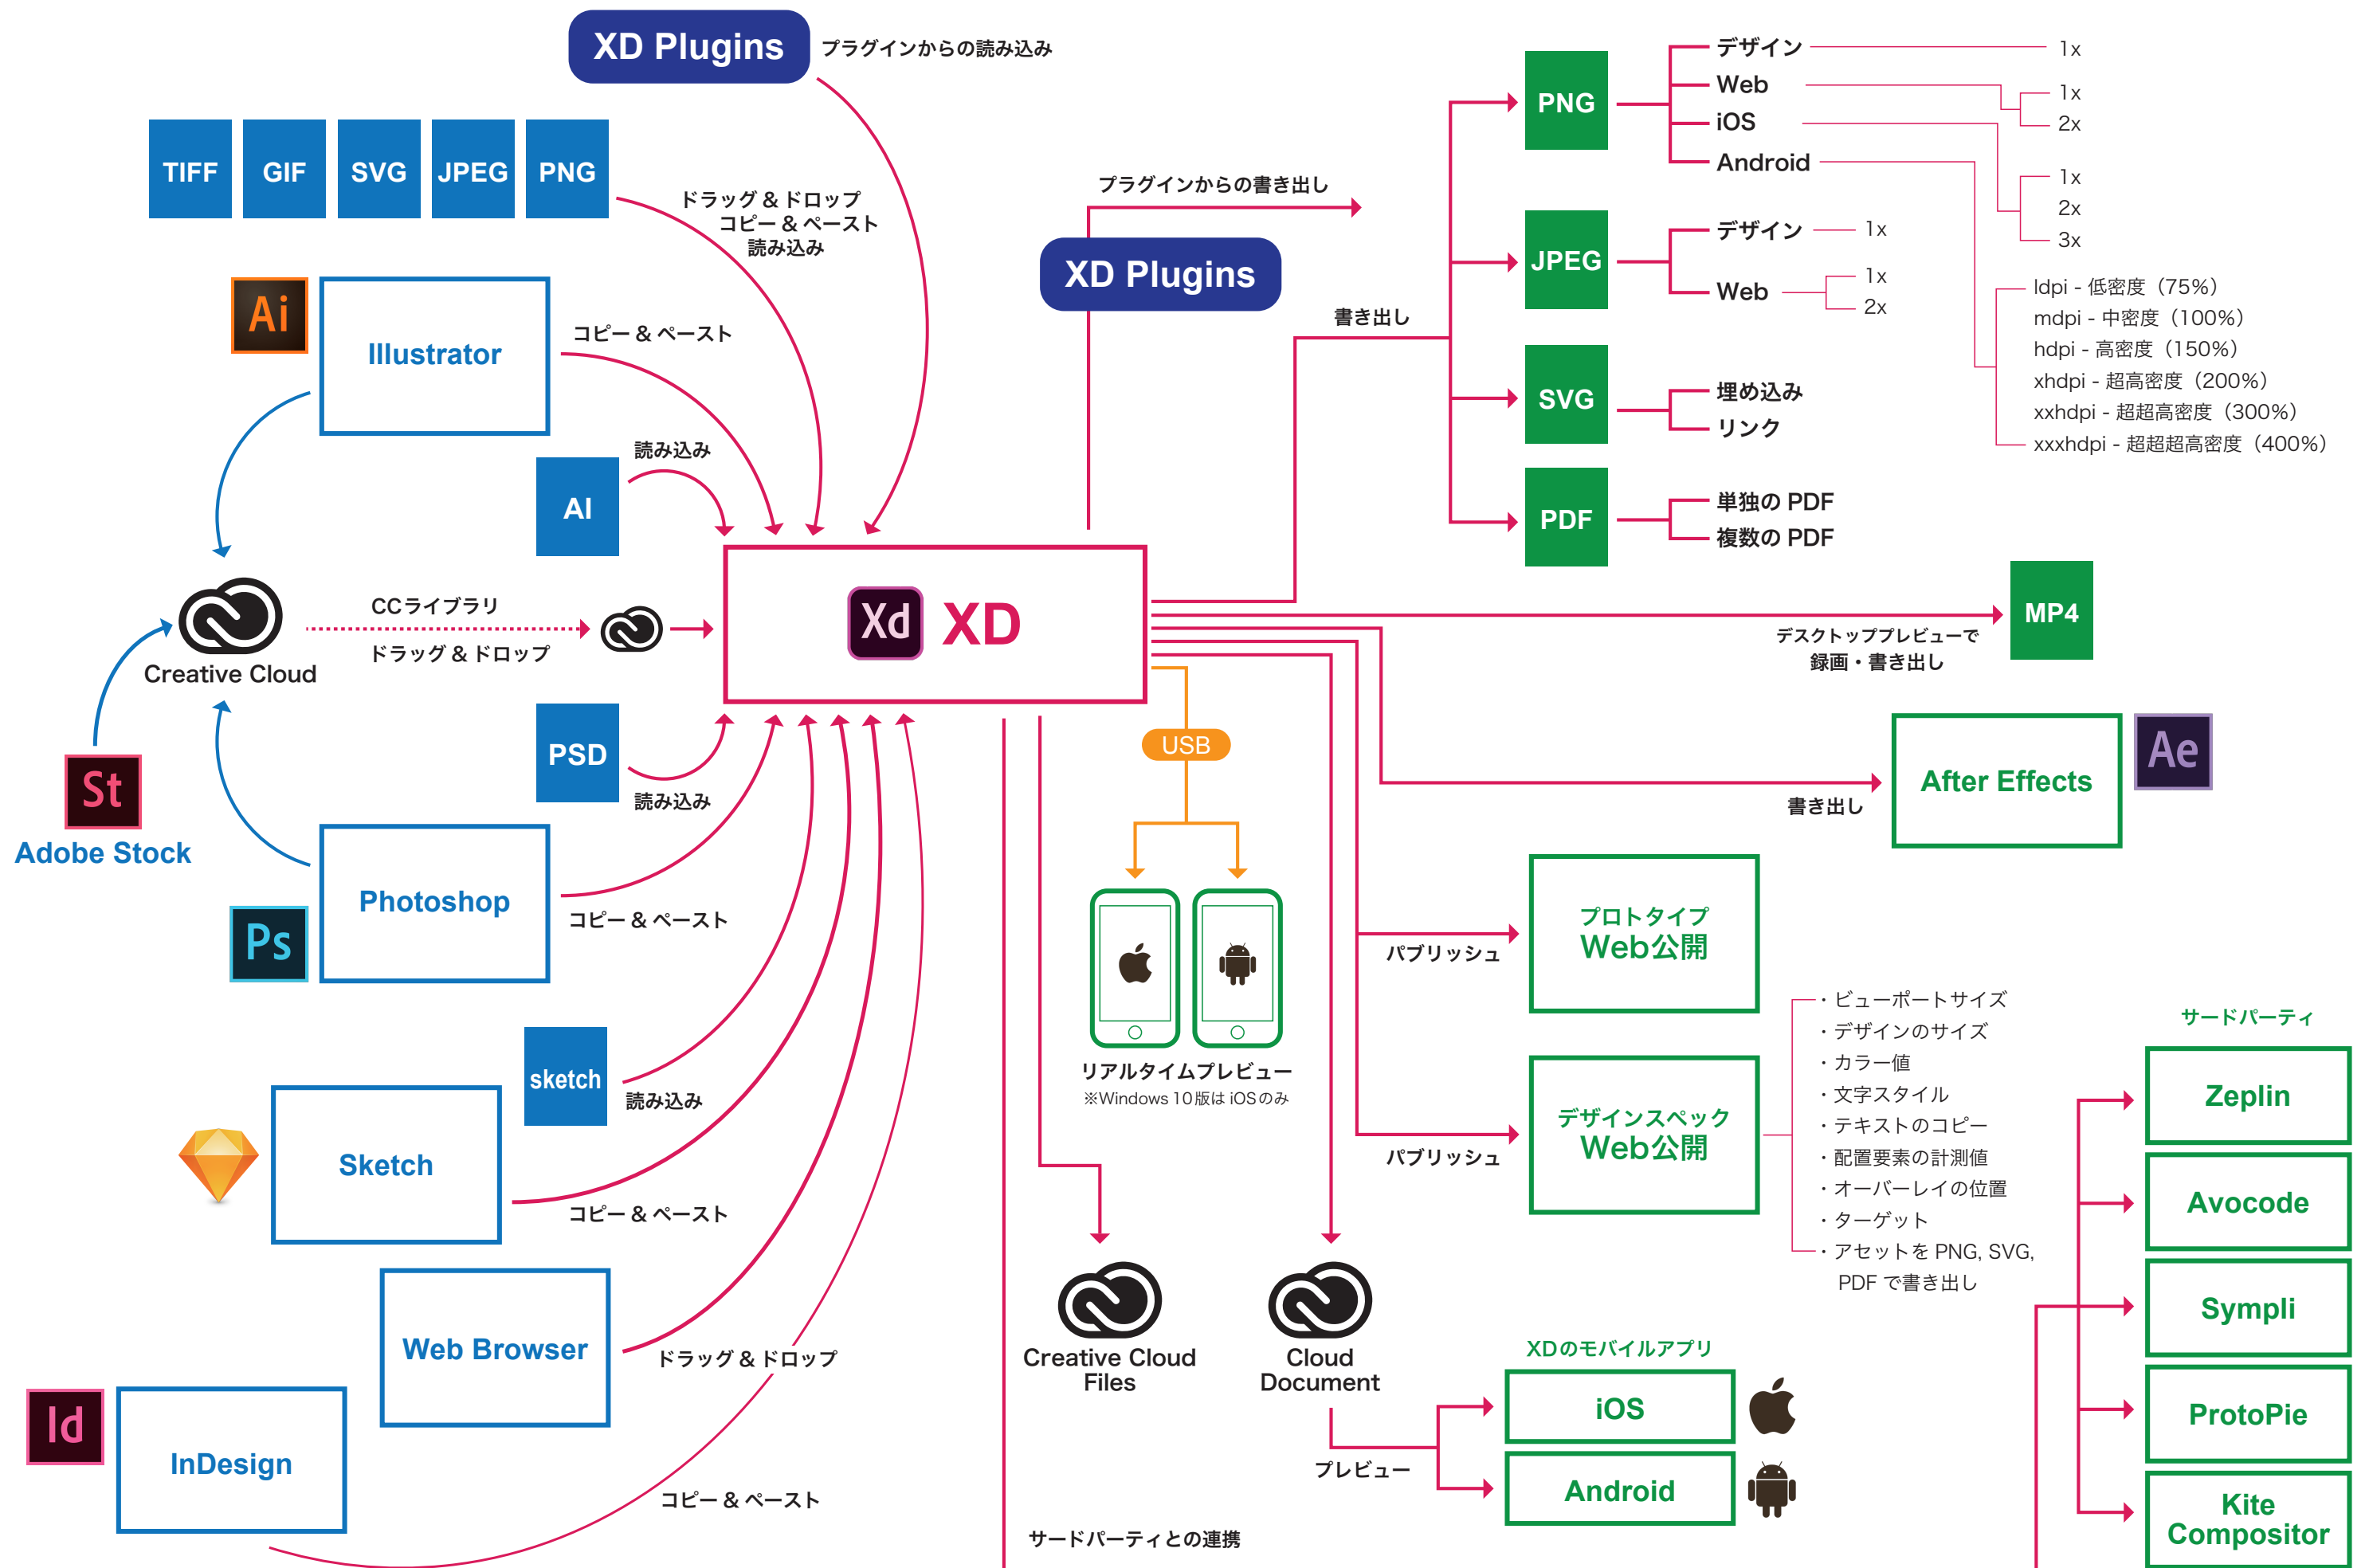 XD Plugins
プラグインからの読み込み
TIFF
GIF
SVG
JPEG
PNG
ドラッグ & ドロップ
コピー & ペースト
読み込み
Ai
Illustrator
コピー & ペースト
AI
読み込み
Creative Cloud
CCライブラリ
ドラッグ & ドロップ
St
Adobe Stock
PSD
読み込み
Ps
Photoshop
コピー & ペースト
sketch
読み込み
Sketch
コピー & ペースト
Web Browser
ドラッグ & ドロップ
Id
InDesign
コピー & ペースト
Xd
XD
プラグインからの書き出し
XD Plugins
書き出し
PNG
デザイン
1x
Web
1x
2x
iOS
1x
2x
3x
Android
ldpi - 低密度（75%）
mdpi - 中密度（100%）
hdpi - 高密度（150%）
xhdpi - 超高密度（200%）
xxhdpi - 超超高密度（300%）
xxxhdpi - 超超超高密度（400%）
JPEG
デザイン
1x
Web
1x
2x
SVG
埋め込み
リンク
PDF
単独の PDF
複数の PDF
デスクトッププレビューで
録画・書き出し
MP4
書き出し
After Effects
Ae
USB
リアルタイムプレビュー
※Windows 10版は iOSのみ
パブリッシュ
プロトタイプ
Web公開
パブリッシュ
デザインスペック
Web公開
・ビューポートサイズ
・デザインのサイズ
・カラー値
・文字スタイル
・テキストのコピー
・配置要素の計測値
・オーバーレイの位置
・ターゲット
・アセットを PNG, SVG,
PDF で書き出し
Creative Cloud
Files
Cloud
Document
プレビュー
XDのモバイルアプリ
iOS
Android
サードパーティとの連携
サードパーティ
Zeplin
Avocode
Sympli
ProtoPie
Kite
Compositor